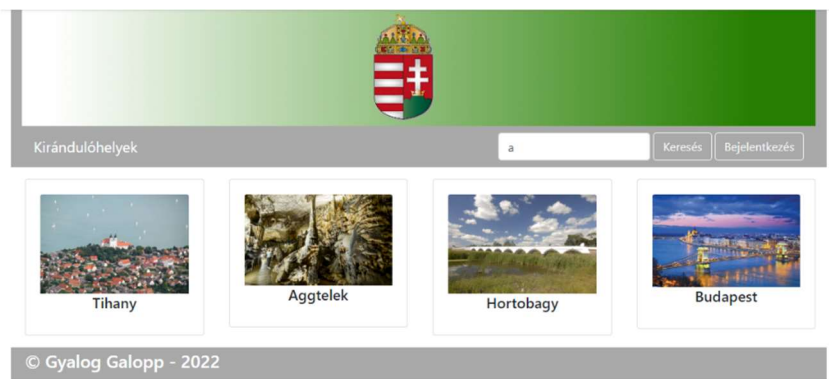 Kirándulóhelyek
a
Keresés
Bejelentkezés
Tihany
Aggtelek
Hortobagy
Budapest
© Gyalog Galopp - 2022